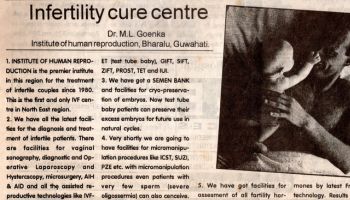 Infertility cure centre
Dr. M.L. Goenka
Institute of human reproduction, Bharalu, Guwahati.
1. INSTITUTE OF HUMAN REPRO-
DUCTION is the premier institute
in this region for the treatment
of infertile couples since 1980.
This is the first and only IVF cen-
tre in North East region.
2. We have all the latest facili-
ties for the diagnosis and treat-
ment of infertile patients. There
are facilities for vaginal
sonography, diagnostic and Op-
erative Laporoscopy and
Hysterascopy, microsurgery, AIH
& AID and all the assisted re-
productive technologies like IVF-
ET (test tube baby), GIFT, SIFT,
ZIFT, PROST, TET and IUI.
3. We have got a SEMEN BANK
and facilities for cryo-preserva-
tion of embryo. Now test tube
baby patients can preserve their
excess embryo for future use in
natural cycles.
4. Very shortly we are going to
have facilities for micromanipu-
lation procedures like ICST, SUZI,
PZE etc. with micromanipulation
procedures even patients with
very few sperm (severe
oligossermio) can also conceive.
5. We have got facilities for
assesment of all fertility hor-
mones by latest
technology. Results